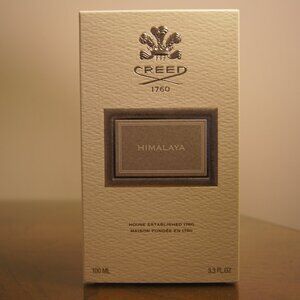 CREED
1760
HIMALAYA
HOUSE ESTABLISHED 1760
MAISON FONDÉE EN 1760
100 ML
3.3 FL.OZ